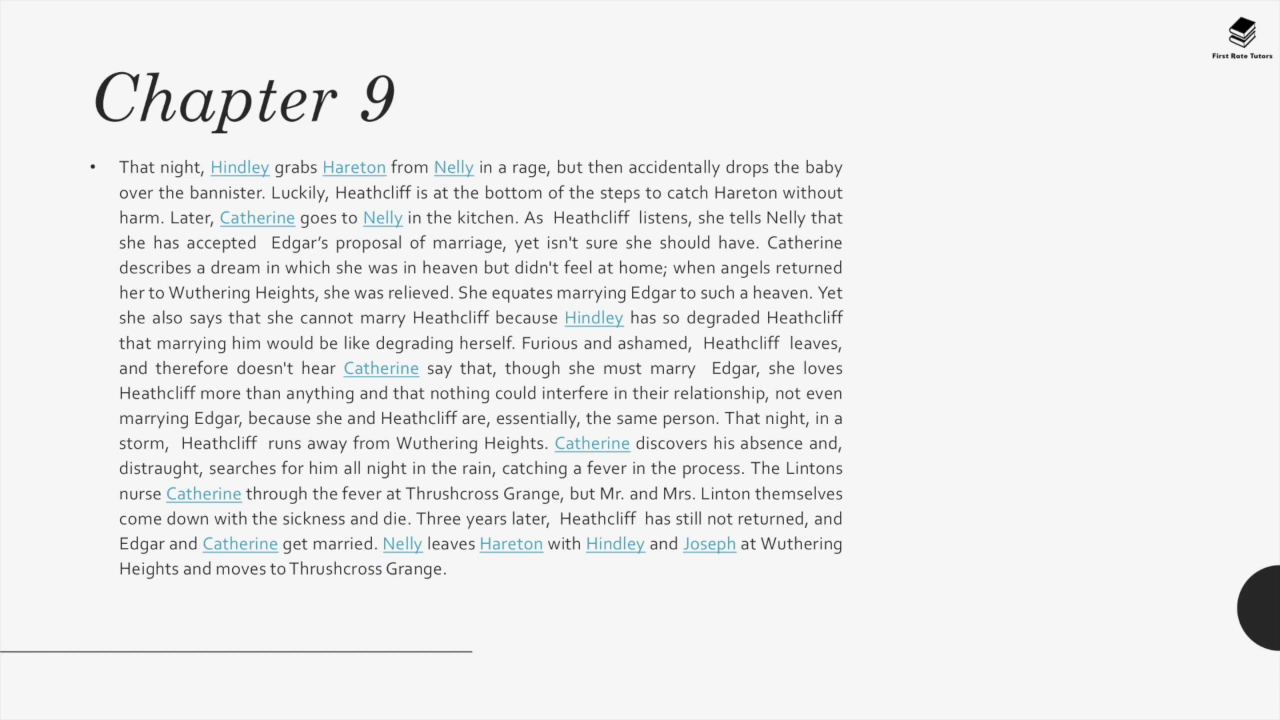 First Rate Tutors
Chapter 9
• That night, Hindley grabs Hareton from Nelly in a rage, but then accidentally drops the baby
over the bannister. Luckily, Heathcliff is at the bottom of the steps to catch Hareton without
harm. Later, Catherine goes to Nelly in the kitchen. As Heathcliff listens, she tells Nelly that
she has accepted Edgar’s proposal of marriage, yet isn't sure she should have. Catherine
describes a dream in which she was in heaven but didn't feel at home; when angels returned
her to Wuthering Heights, she was relieved. She equates marrying Edgar to such a heaven. Yet
she also says that she cannot marry Heathcliff because Hindley has so degraded Heathcliff
that marrying him would be like degrading herself. Furious and ashamed, Heathcliff leaves,
and therefore doesn't hear Catherine say that, though she must marry Edgar, she loves
Heathcliff more than anything and that nothing could interfere in their relationship, not even
marrying Edgar, because she and Heathcliff are, essentially, the same person. That night, in a
storm, Heathcliff runs away from Wuthering Heights. Catherine discovers his absence and,
distraught, searches for him all night in the rain, catching a fever in the process. The Lintons
nurse Catherine through the fever at Thrushcross Grange, but Mr. and Mrs. Linton themselves
come down with the sickness and die. Three years later, Heathcliff has still not returned, and
Edgar and Catherine get married. Nelly leaves Hareton with Hindley and Joseph at Wuthering
Heights and moves to Thrushcross Grange.